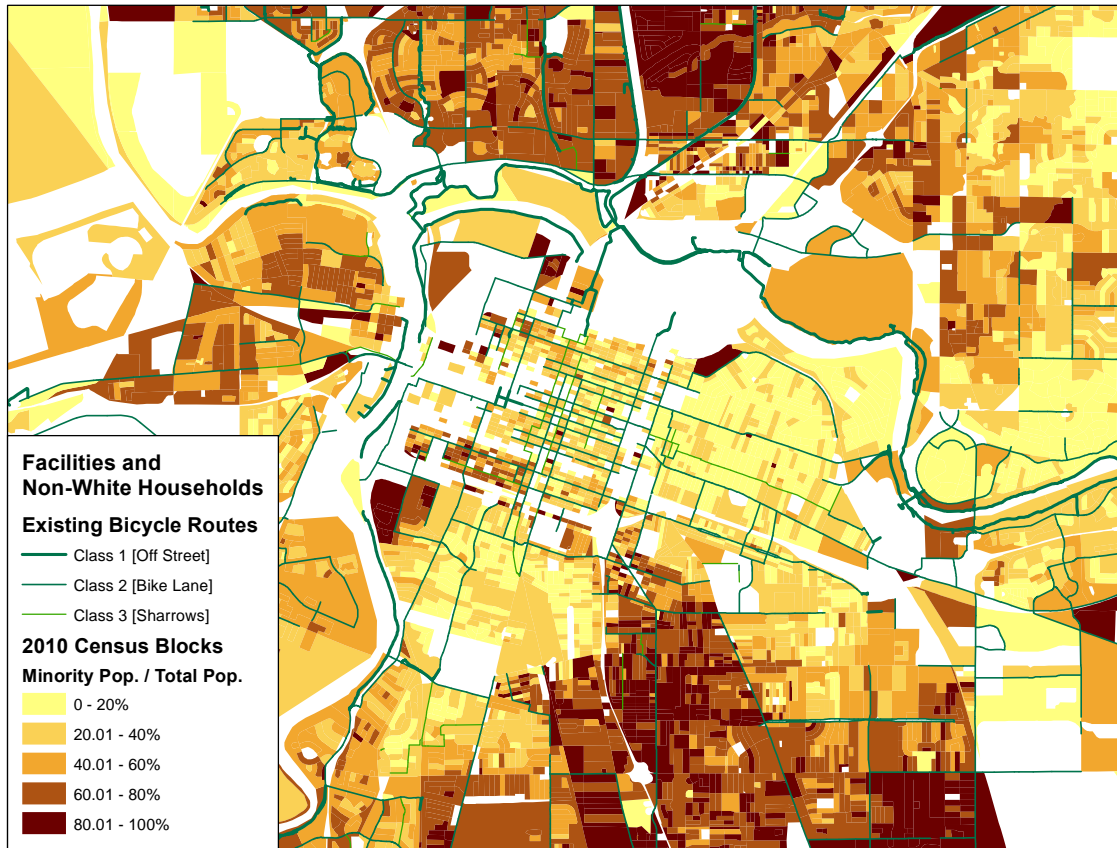 Facilities and
Non-White Households
Existing Bicycle Routes
Class 1 [Off Street]
Class 2 [Bike Lane]
Class 3 [Sharrows]
2010 Census Blocks
Minority Pop. / Total Pop.
0 - 20%
20.01 - 40%
40.01 - 60%
60.01 - 80%
80.01 - 100%